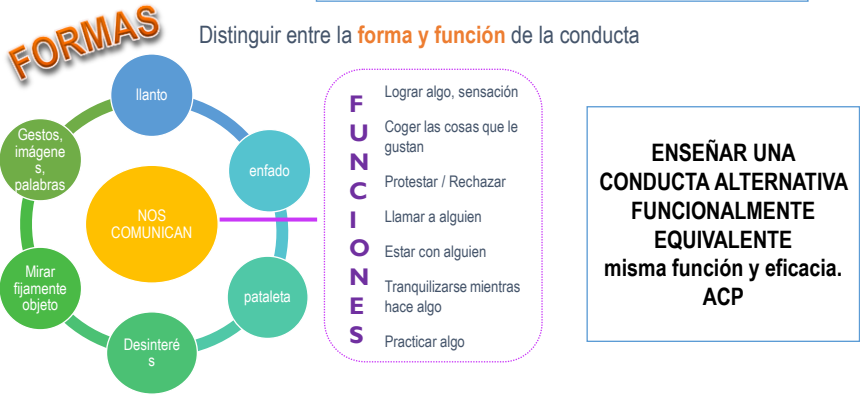 FORMAS
Distinguir entre la forma y función de la conducta
llanto
enfado
pataleta
Desinteré
s
Mirar
fijamente
objeto
Gestos,
imágene
s,
palabras
NOS
COMUNICAN
FUNCIONES
Lograr algo, sensación
Coger las cosas que le
gustan
Protestar / Rechazar
Llamar a alguien
Estar con alguien
Tranquilizarse mientras
hace algo
Practicar algo
ENSEÑAR UNA
CONDUCTA ALTERNATIVA
FUNCIONALMENTE
EQUIVALENTE
misma función y eficacia.
ACP